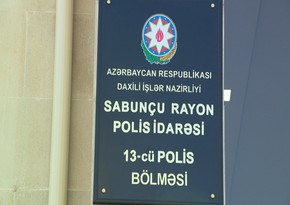 AZƏRBAYCAN RESPUBLİKASI
DAXİLİ İŞLƏR NAZİRLİYİ
SABUNÇU RAYON
POLİS İDARƏSİ
13-cü POLİS
BÖLMƏSİ